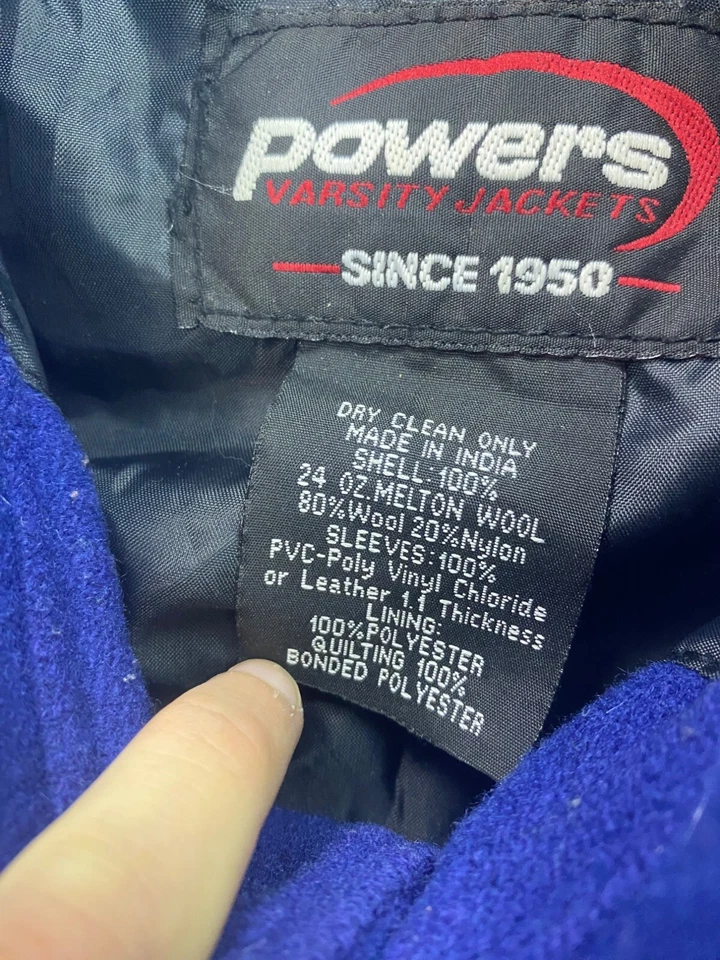 powers
VARSITY JACKETS
SINCE 1950
DRY CLEAN ONLY
MADE IN INDIA
SHELL:100%
24 OZ.MELTON WOOL
80%Wool 20%Nylon
SLEEVES:100%
PVC-Poly Vinyl Chloride
or Leather 1.1 Thickness
LINING:
100%POLYESTER
QUILTING 100%
BONDED POLYESTER